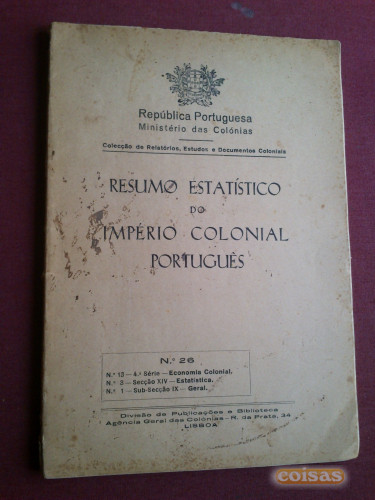 República Portuguesa
Ministério das Colónias
Colecção de Relatórios, Estudos e Documentos Coloniais
RESUMO ESTATÍSTICO
DO
IMPÉRIO COLONIAL
PORTUGUÊS
N.º 26
N.º 13 — 4.ª Série — Economia Colonial.
N.º 3 — Secção XIV — Estatística.
N.º 1 — Sub-Secção IX — Geral.
Divisão de Publicações e Biblioteca
Agência Geral das Colónias — R. da Prata, 34
LISBOA
coisas